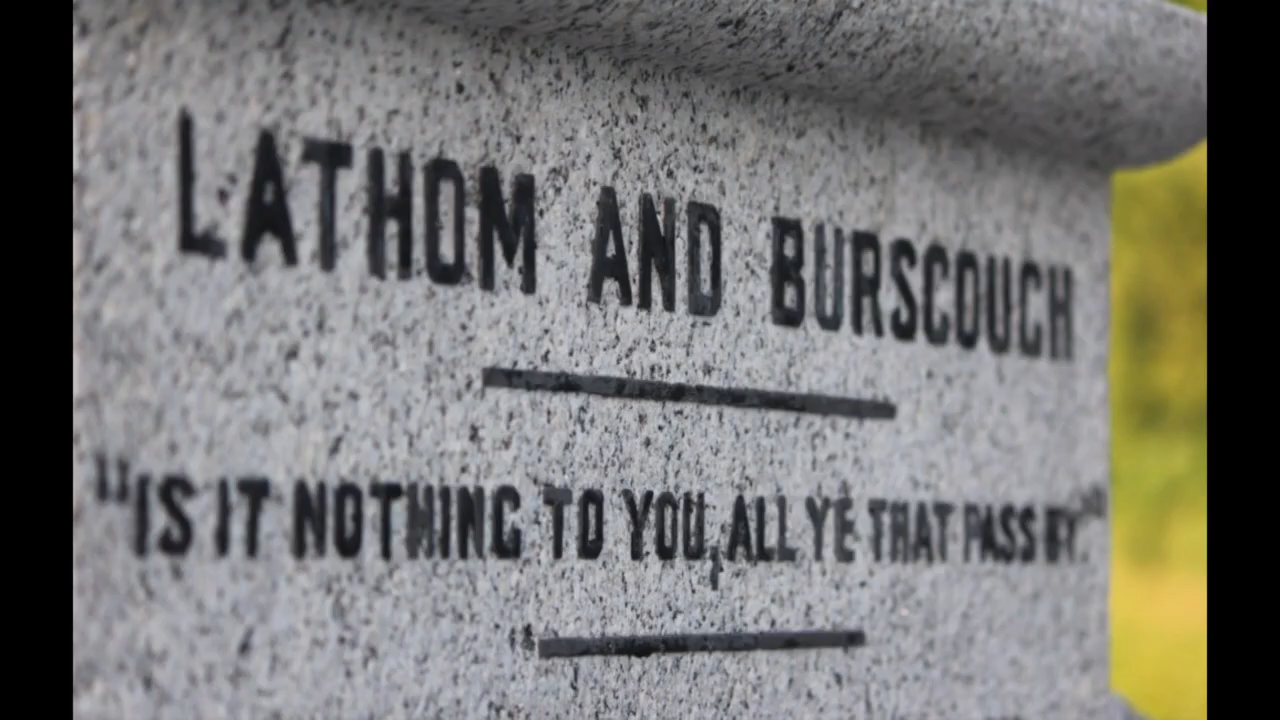 LATHOM AND BURSCOUCH
"IS IT NOTHING TO YOU, ALL YE THAT PASS BY"